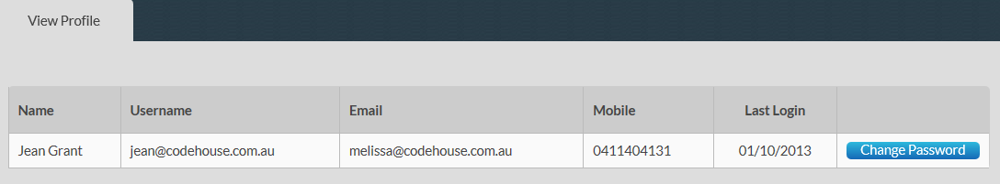 View Profile
Name Username Email Mobile Last Login
Jean Grant jean@codehouse.com.au melissa@codehouse.com.au 0411404131 01/10/2013 Change Password